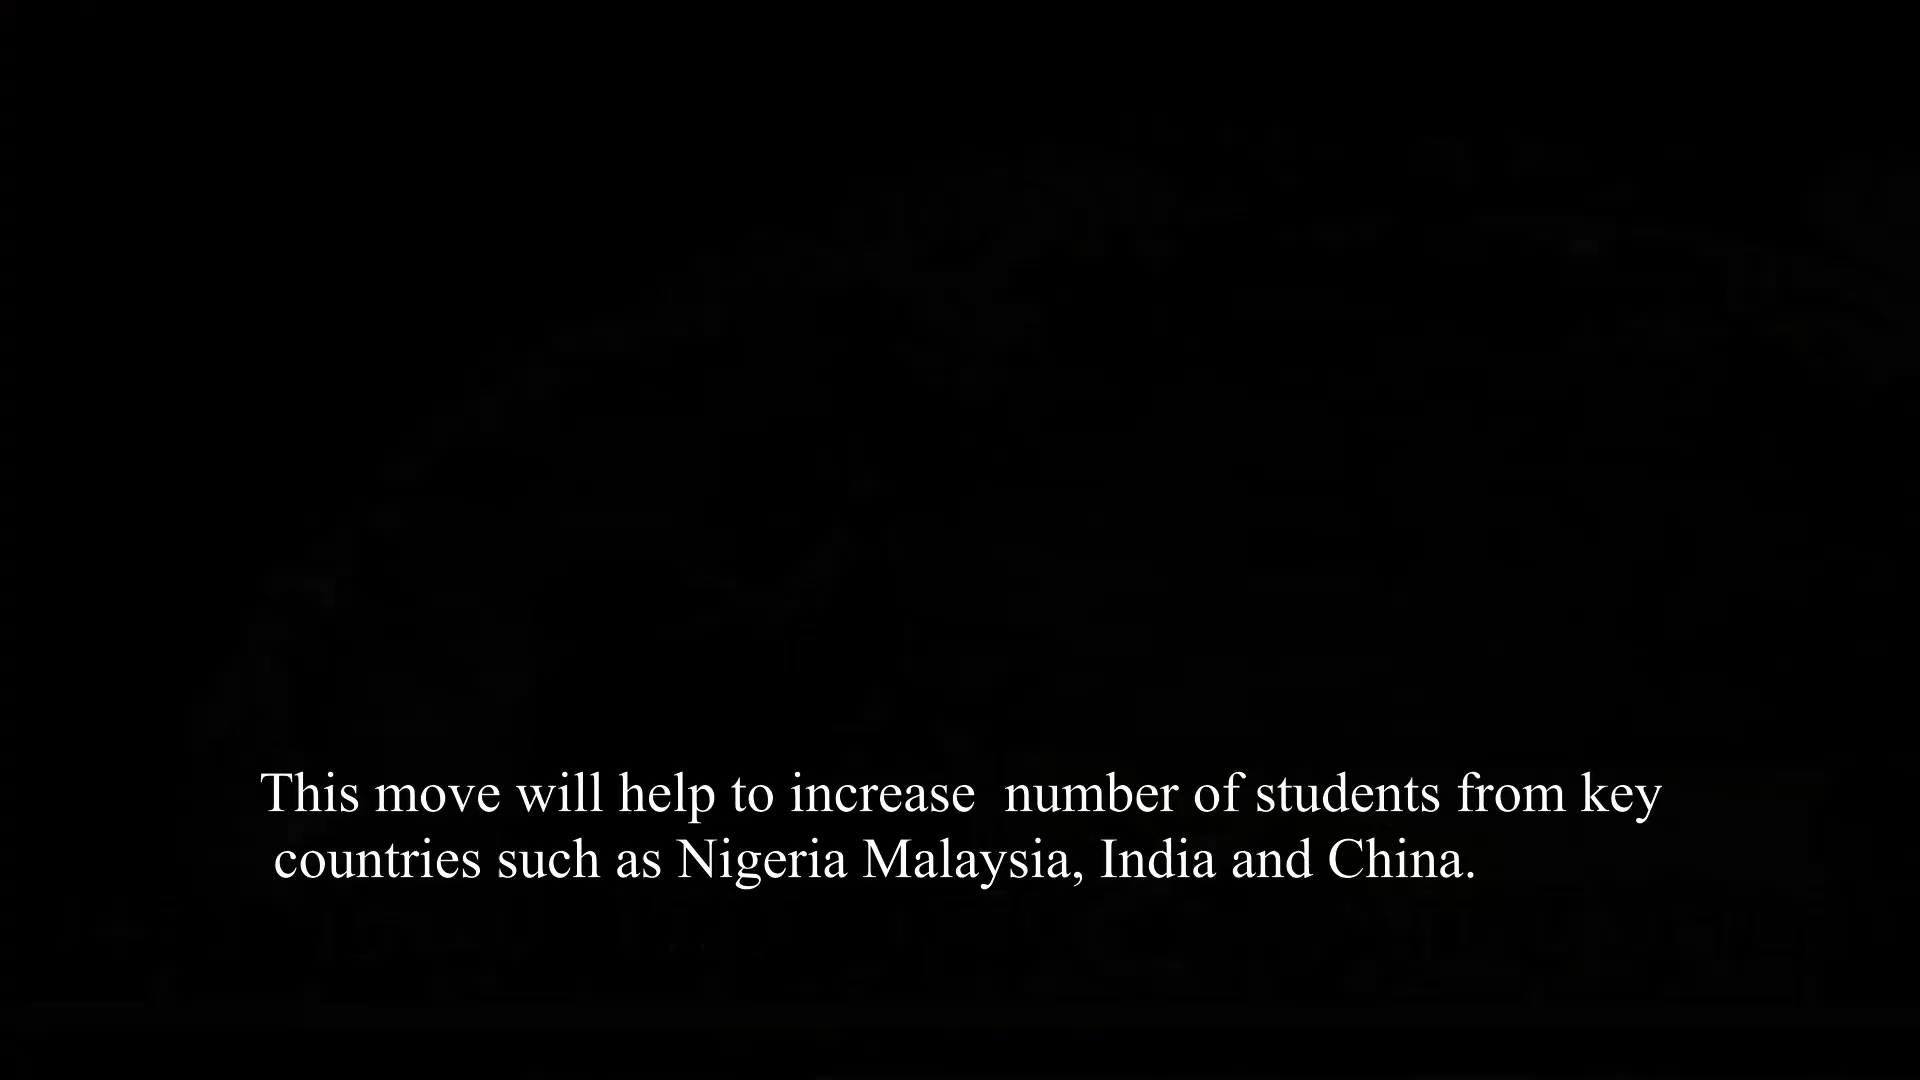 This move will help to increase  number of students from key
countries such as Nigeria Malaysia, India and China.